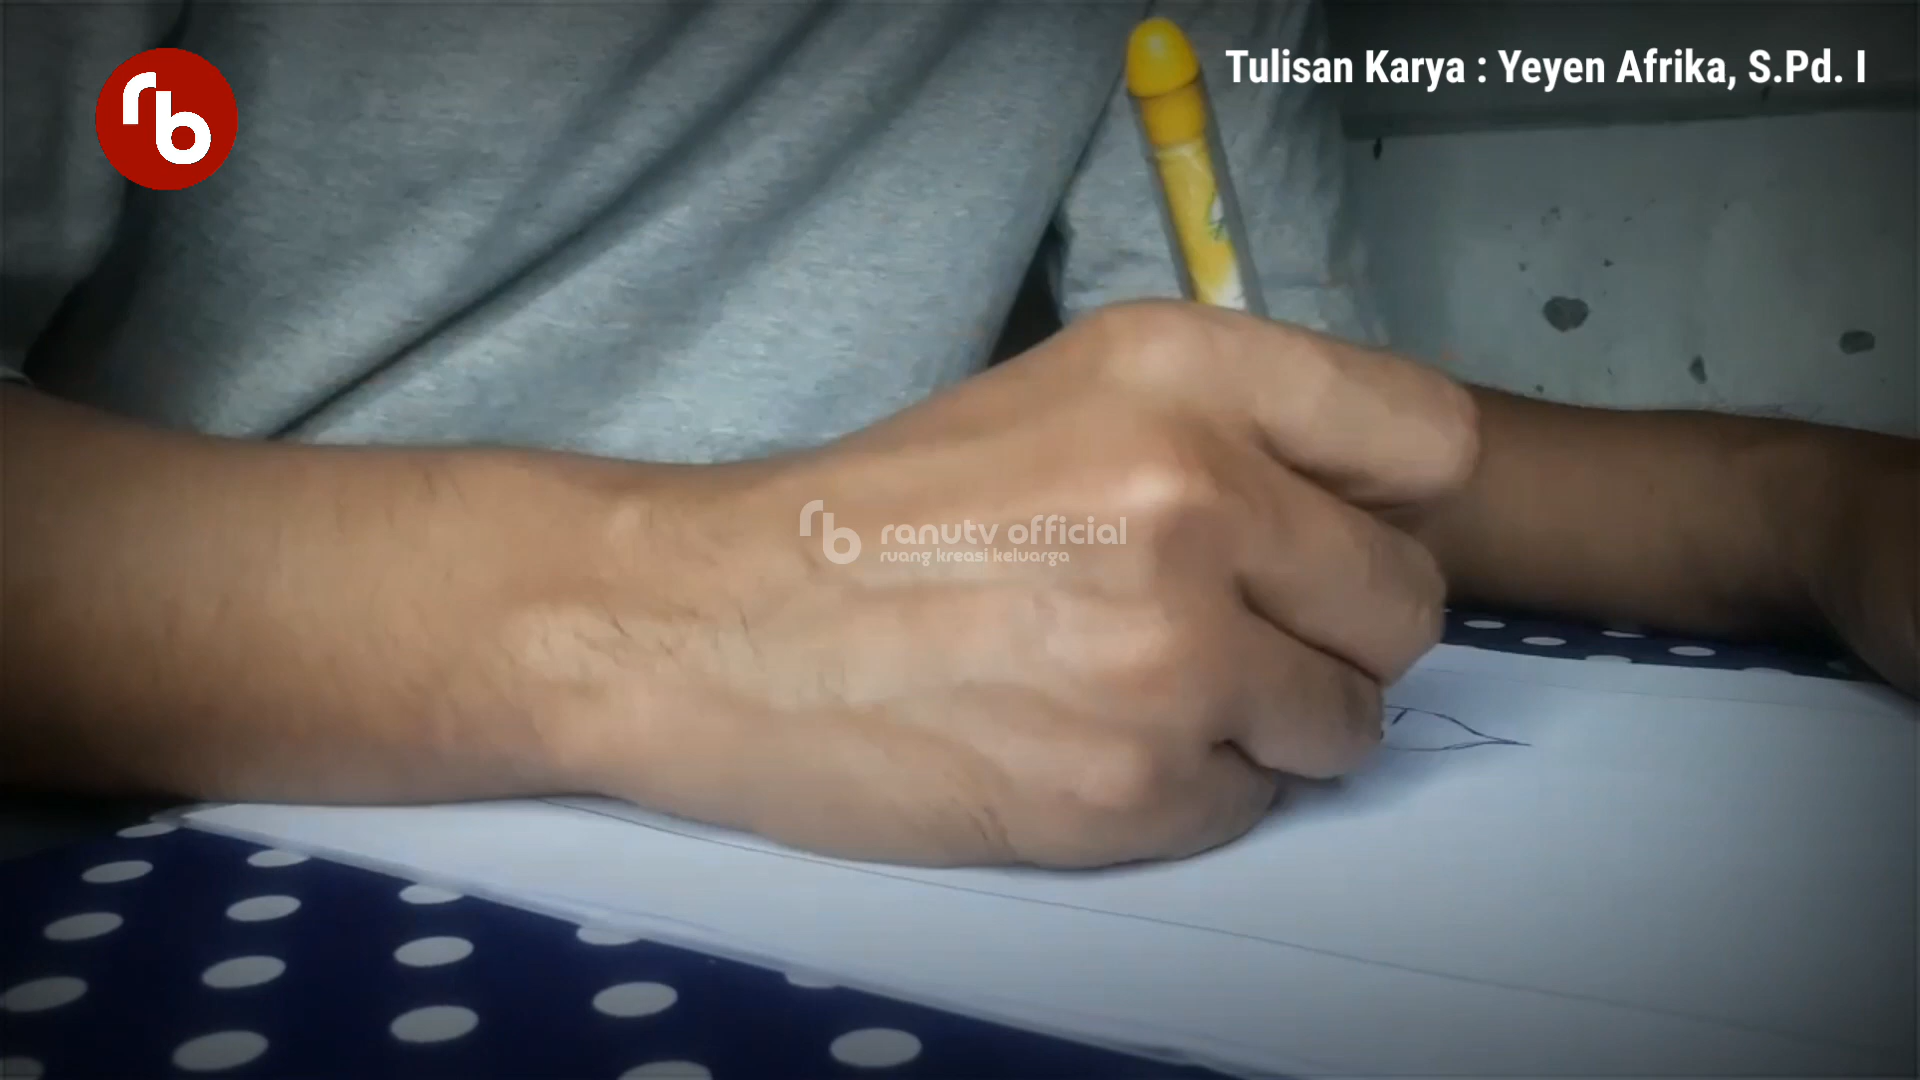 rb
Tulisan Karya : Yeyen Afrika, S.Pd. I
rb
ranutv official
ruang kreasi keluarga